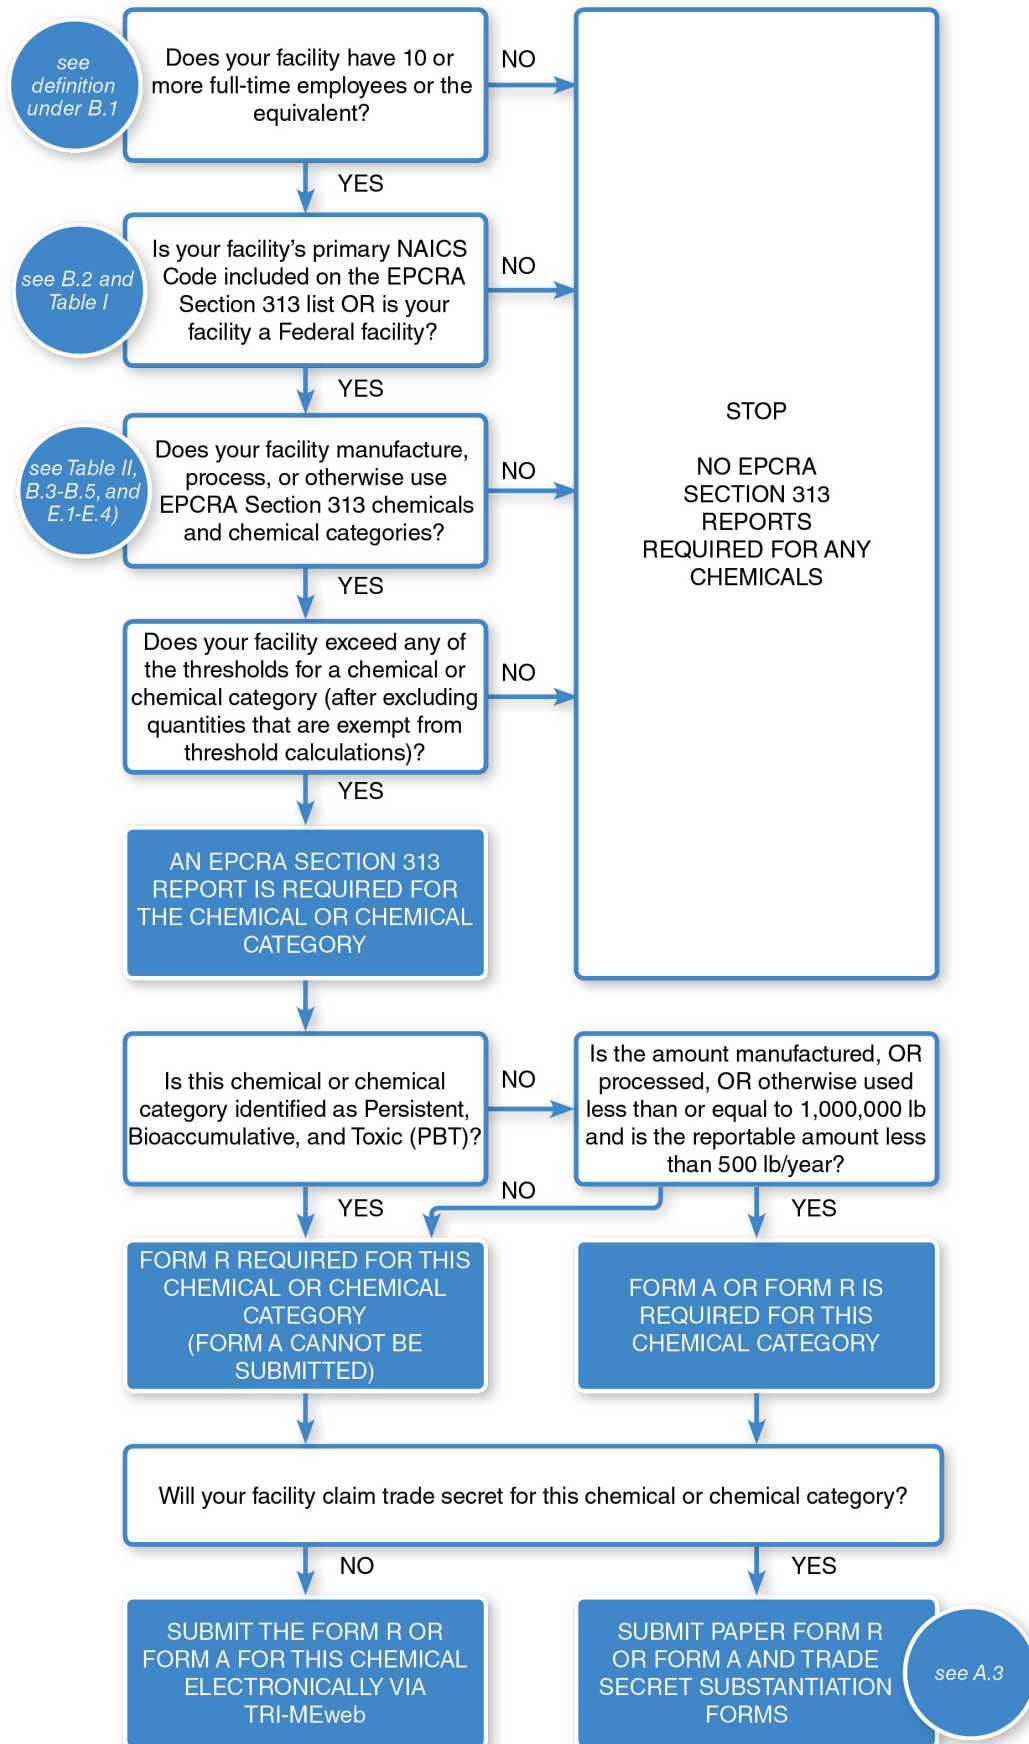 see
definition
under B.1
Does your facility have 10 or
more full-time employees or the
equivalent?
NO
YES
see B.2 and
Table I
Is your facility’s primary NAICS
Code included on the EPCRA
Section 313 list OR is your
facility a Federal facility?
NO
YES
see Table II,
B.3-B.5, and
E.1-E.4)
Does your facility manufacture,
process, or otherwise use
EPCRA Section 313 chemicals
and chemical categories?
NO
YES
Does your facility exceed any of
the thresholds for a chemical or
chemical category (after excluding
quantities that are exempt from
threshold calculations)?
NO
YES
STOP
NO EPCRA
SECTION 313
REPORTS
REQUIRED FOR ANY
CHEMICALS
AN EPCRA SECTION 313
REPORT IS REQUIRED FOR
THE CHEMICAL OR CHEMICAL
CATEGORY
Is this chemical or chemical
category identified as Persistent,
Bioaccumulative, and Toxic (PBT)?
NO
Is the amount manufactured, OR
processed, OR otherwise used
less than or equal to 1,000,000 lb
and is the reportable amount less
than 500 lb/year?
YES
NO
YES
FORM R REQUIRED FOR THIS
CHEMICAL OR CHEMICAL
CATEGORY
(FORM A CANNOT BE
SUBMITTED)
FORM A OR FORM R IS
REQUIRED FOR THIS
CHEMICAL CATEGORY
Will your facility claim trade secret for this chemical or chemical category?
NO
YES
SUBMIT THE FORM R OR
FORM A FOR THIS CHEMICAL
ELECTRONICALLY VIA
TRI-MEweb
SUBMIT PAPER FORM R
OR FORM A AND TRADE
SECRET SUBSTANTIATION
FORMS
see A.3